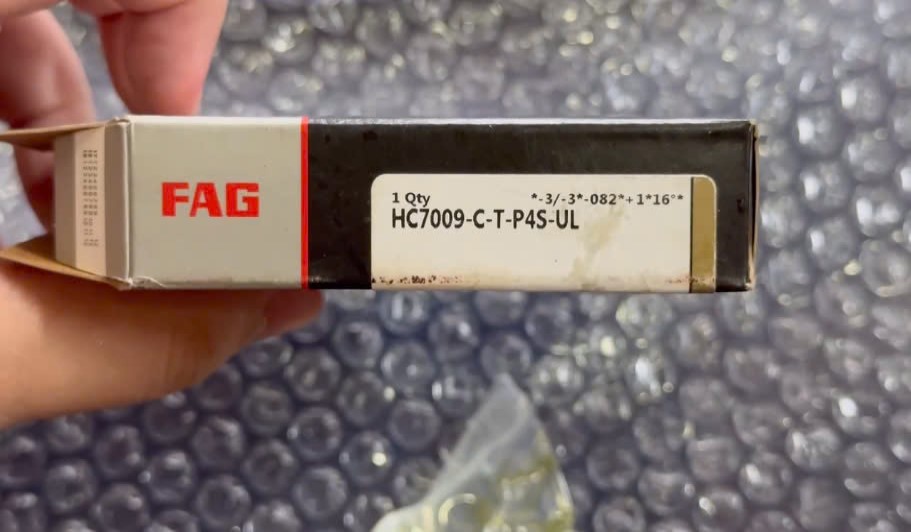 FAG
1 Qty *-3/-3*-082*+1*16°*
HC7009-C-T-P4S-UL